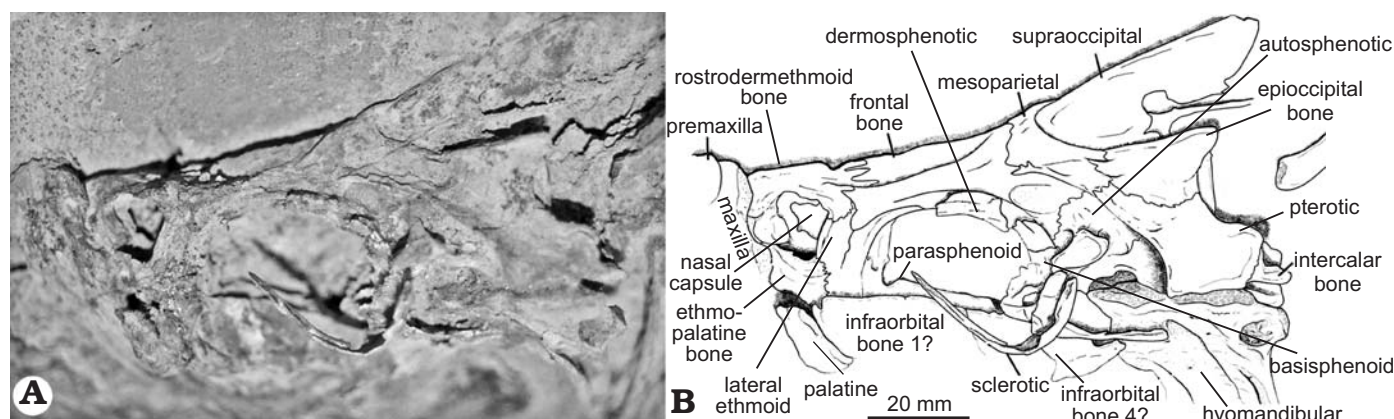 A
B
dermosphenotic
supraoccipital
autosphenotic
rostrodermethmoid
bone
mesoparietal
epioccipital
bone
frontal
bone
premaxilla
maxilla
pterotic
parasphenoid
nasal
capsule
intercalar
bone
ethmo-
palatine
bone
infraorbital
bone 1?
basisphenoid
lateral
ethmoid
palatine
sclerotic
infraorbital
bone 4?
hyomandibular
20 mm